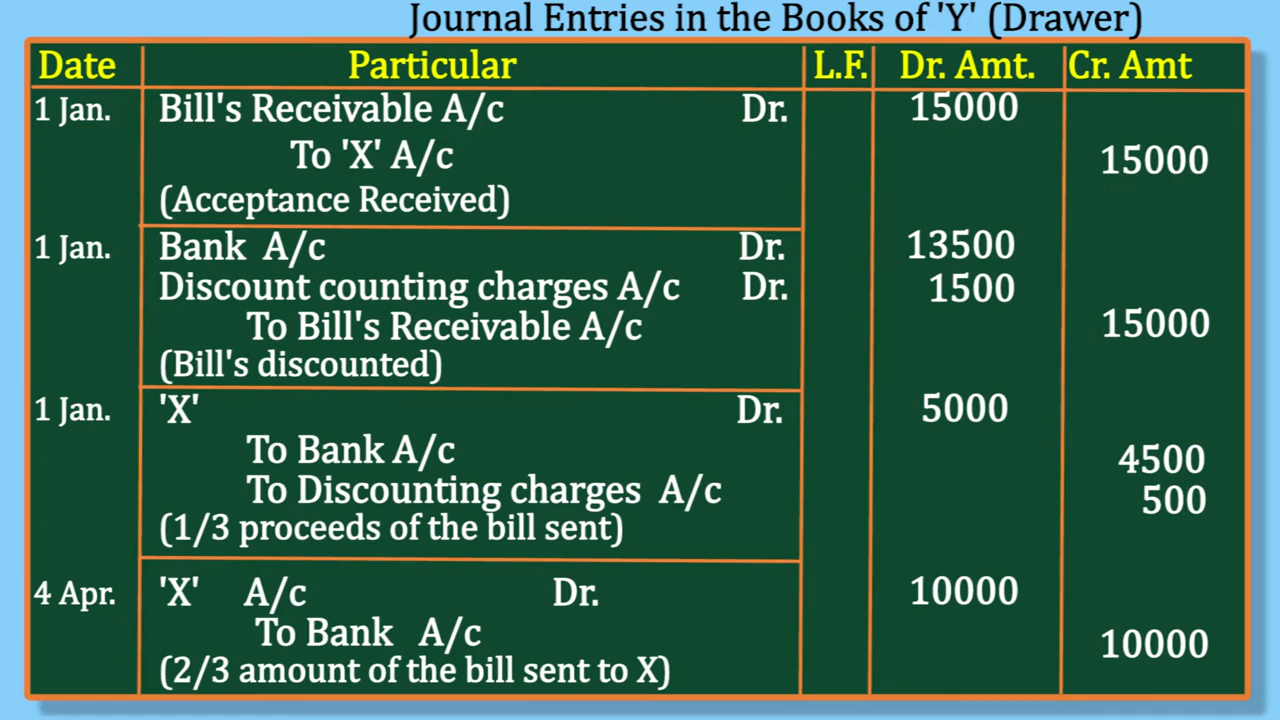 Journal Entries in the Books of 'Y' (Drawer)
Date Particular L.F. Dr. Amt. Cr. Amt
1 Jan. Bill's Receivable A/c Dr. 15000
To 'X' A/c 15000
(Acceptance Received)
1 Jan. Bank A/c Dr. 13500
Discount counting charges A/c Dr. 1500
To Bill's Receivable A/c 15000
(Bill's discounted)
1 Jan. 'X' Dr. 5000
To Bank A/c 4500
To Discounting charges A/c 500
(1/3 proceeds of the bill sent)
4 Apr. 'X' A/c Dr. 10000
To Bank A/c 10000
(2/3 amount of the bill sent to X)